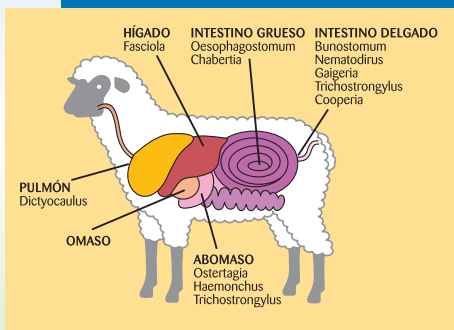 HÍGADO
Fasciola
INTESTINO GRUESO
Oesophagostomum
Chabertia
INTESTINO DELGADO
Bunostomum
Nematodirus
Gaigeria
Trichostrongylus
Cooperia
PULMÓN
Dictyocaulus
OMASO
ABOMASO
Ostertagia
Haemonchus
Trichostrongylus